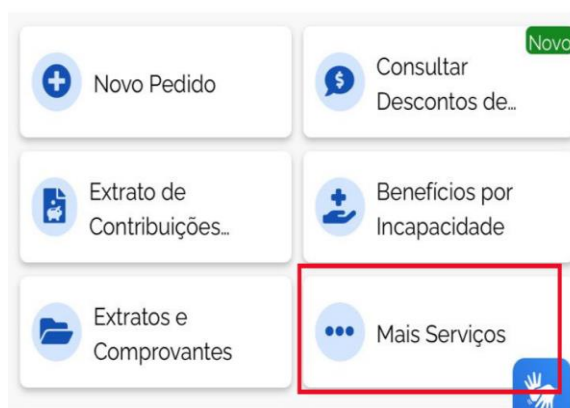 Novo
Novo Pedido
Consultar
Descontos de...
Extrato de
Contribuições...
Benefícios por
Incapacidade
Extratos e
Comprovantes
Mais Serviços